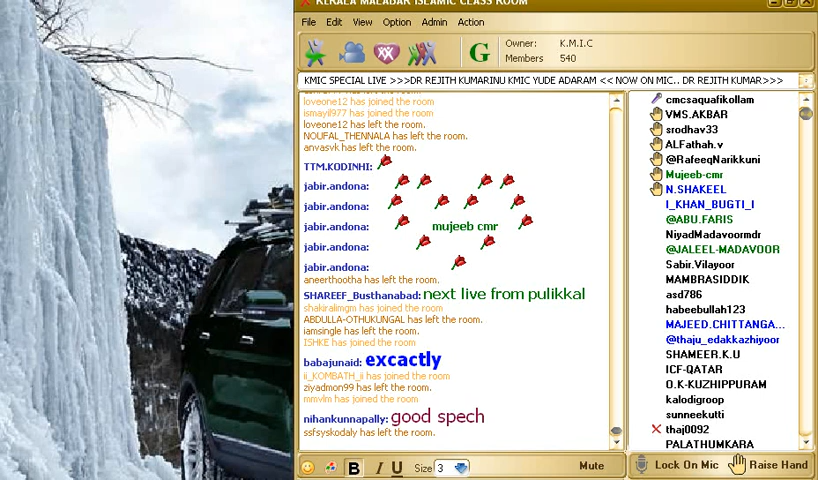 KERALA MALABAR ISLAMIC CLASS ROOM
File Edit View Option Admin Action
G
Owner: K.M.I.C
Members 540
KMIC SPECIAL LIVE >>>DR REJITH KUMARINU KMIC YUDE ADARAM << NOW ON MIC.. DR REJITH KUMAR>>>
loveone12 has joined the room
ismayil977 has joined the room
loveone12 has left the room.
NOUFAL_THENNALA has left the room.
anvasvk has left the room.
TTM.KODINHI:
jabir.andona:
jabir.andona:
jabir.andona: mujeeb cmr
jabir.andona:
jabir.andona:
aneerthootha has left the room.
SHAREEF_Busthanabad: next live from pulikkal
shakiralimgm has joined the room
ABDULLA-OTHUKUNGAL has left the room.
iamsingle has left the room.
ISHKE has joined the room
babajunaid: excactly
ii_KOMBATH_ii has joined the room
ziyadmon99 has left the room.
mmvlm has joined the room
nihankunnapally: good spech
ssfsyskodaly has left the room.
B I U Size 3 Mute
cmcsaquafikollam
VMS.AKBAR
srodhav33
ALFathah.v
@RafeeqNarikkuni
Mujeeb-cmr
N.SHAKEEL
I_KHAN_BUGTI_I
@ABU.FARIS
NiyadMadavoormdr
@JALEEL-MADAVOOR
Sabir.Vilayoor
MAMBRASIDDIK
asd786
habeebullah123
MAJEED.CHITTANGA...
@thaju_edakkazhiyoor
SHAMEER.K.U
ICF-QATAR
O.K-KUZHIPPURAM
kalodigroop
sunneekutti
thaj0092
PALATHUMKARA
Lock On Mic Raise Hand